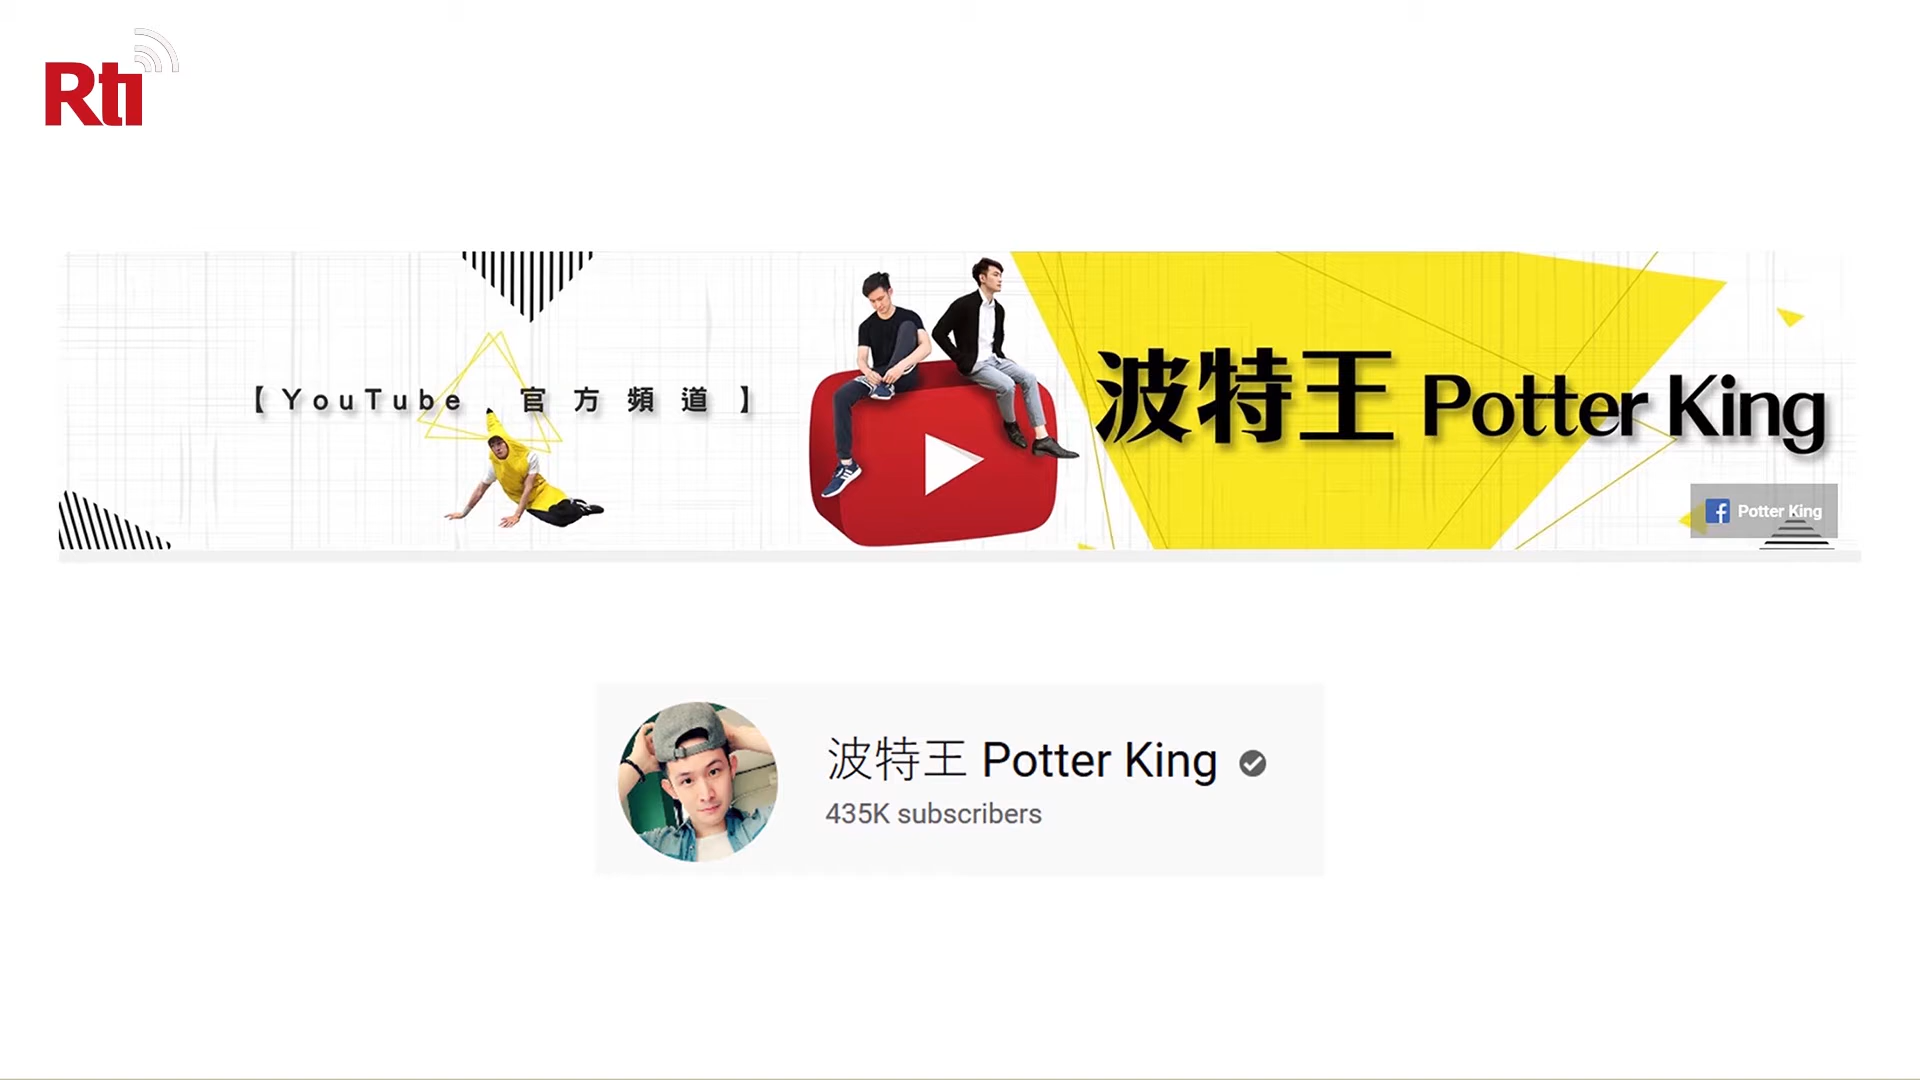 Rti
【YouTube 官方頻道】
波特王 Potter King
Potter King
波特王 Potter King
435K subscribers